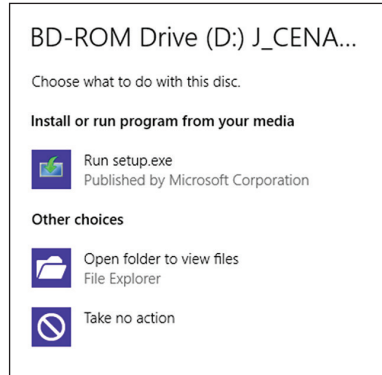 BD-ROM Drive (D:) J_CENA...
Choose what to do with this disc.
Install or run program from your media
Run setup.exe
Published by Microsoft Corporation
Other choices
Open folder to view files
File Explorer
Take no action